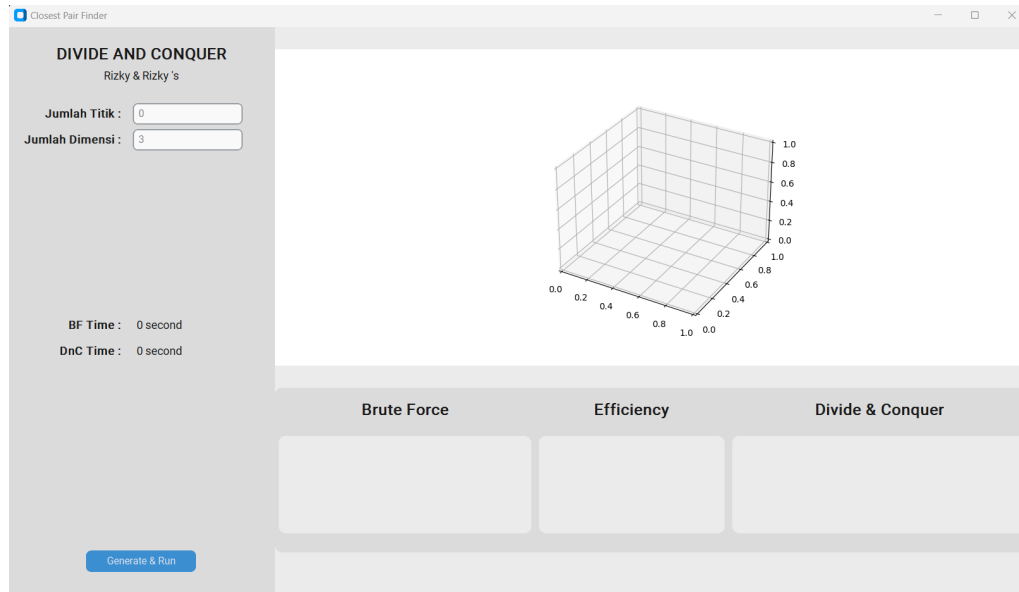 Closest Pair Finder
DIVIDE AND CONQUER
Rizky & Rizky 's
Jumlah Titik : 0
Jumlah Dimensi : 3
BF Time : 0 second
DnC Time : 0 second
Generate & Run
1.0
0.8
0.6
0.4
0.2
0.0
1.0
0.8
0.6
0.4
0.2
0.0
0.0
0.2
0.4
0.6
0.8
1.0
Brute Force
Efficiency
Divide & Conquer